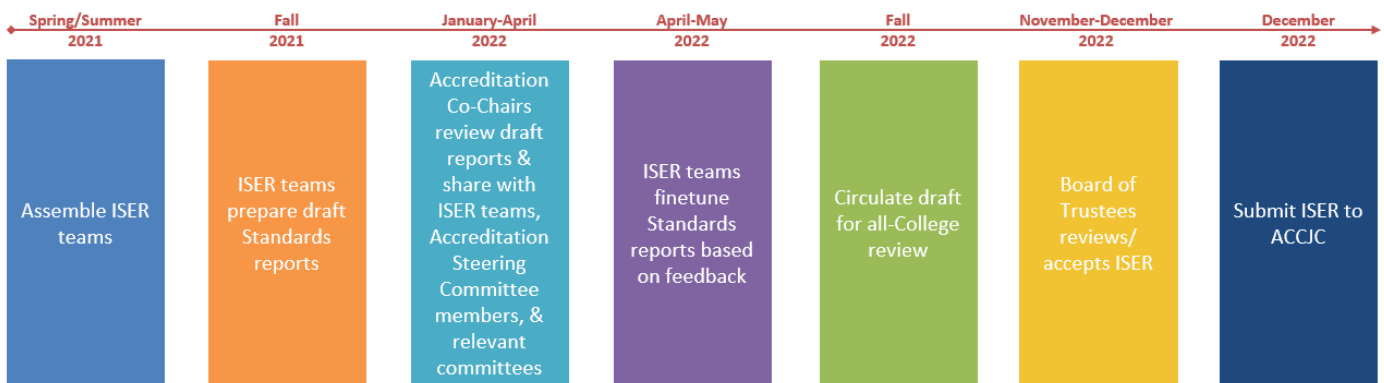 Spring/Summer
2021
Fall
2021
January-April
2022
April-May
2022
Fall
2022
November-December
2022
December
2022
Assemble ISER
teams
ISER teams
prepare draft
Standards
reports
Accreditation
Co-Chairs
review draft
reports &
share with
ISER teams,
Accreditation
Steering
Committee
members, &
relevant
committees
ISER teams
finetune
Standards
reports based
on feedback
Circulate draft
for all-College
review
Board of
Trustees
reviews/
accepts ISER
Submit ISER to
ACCJC